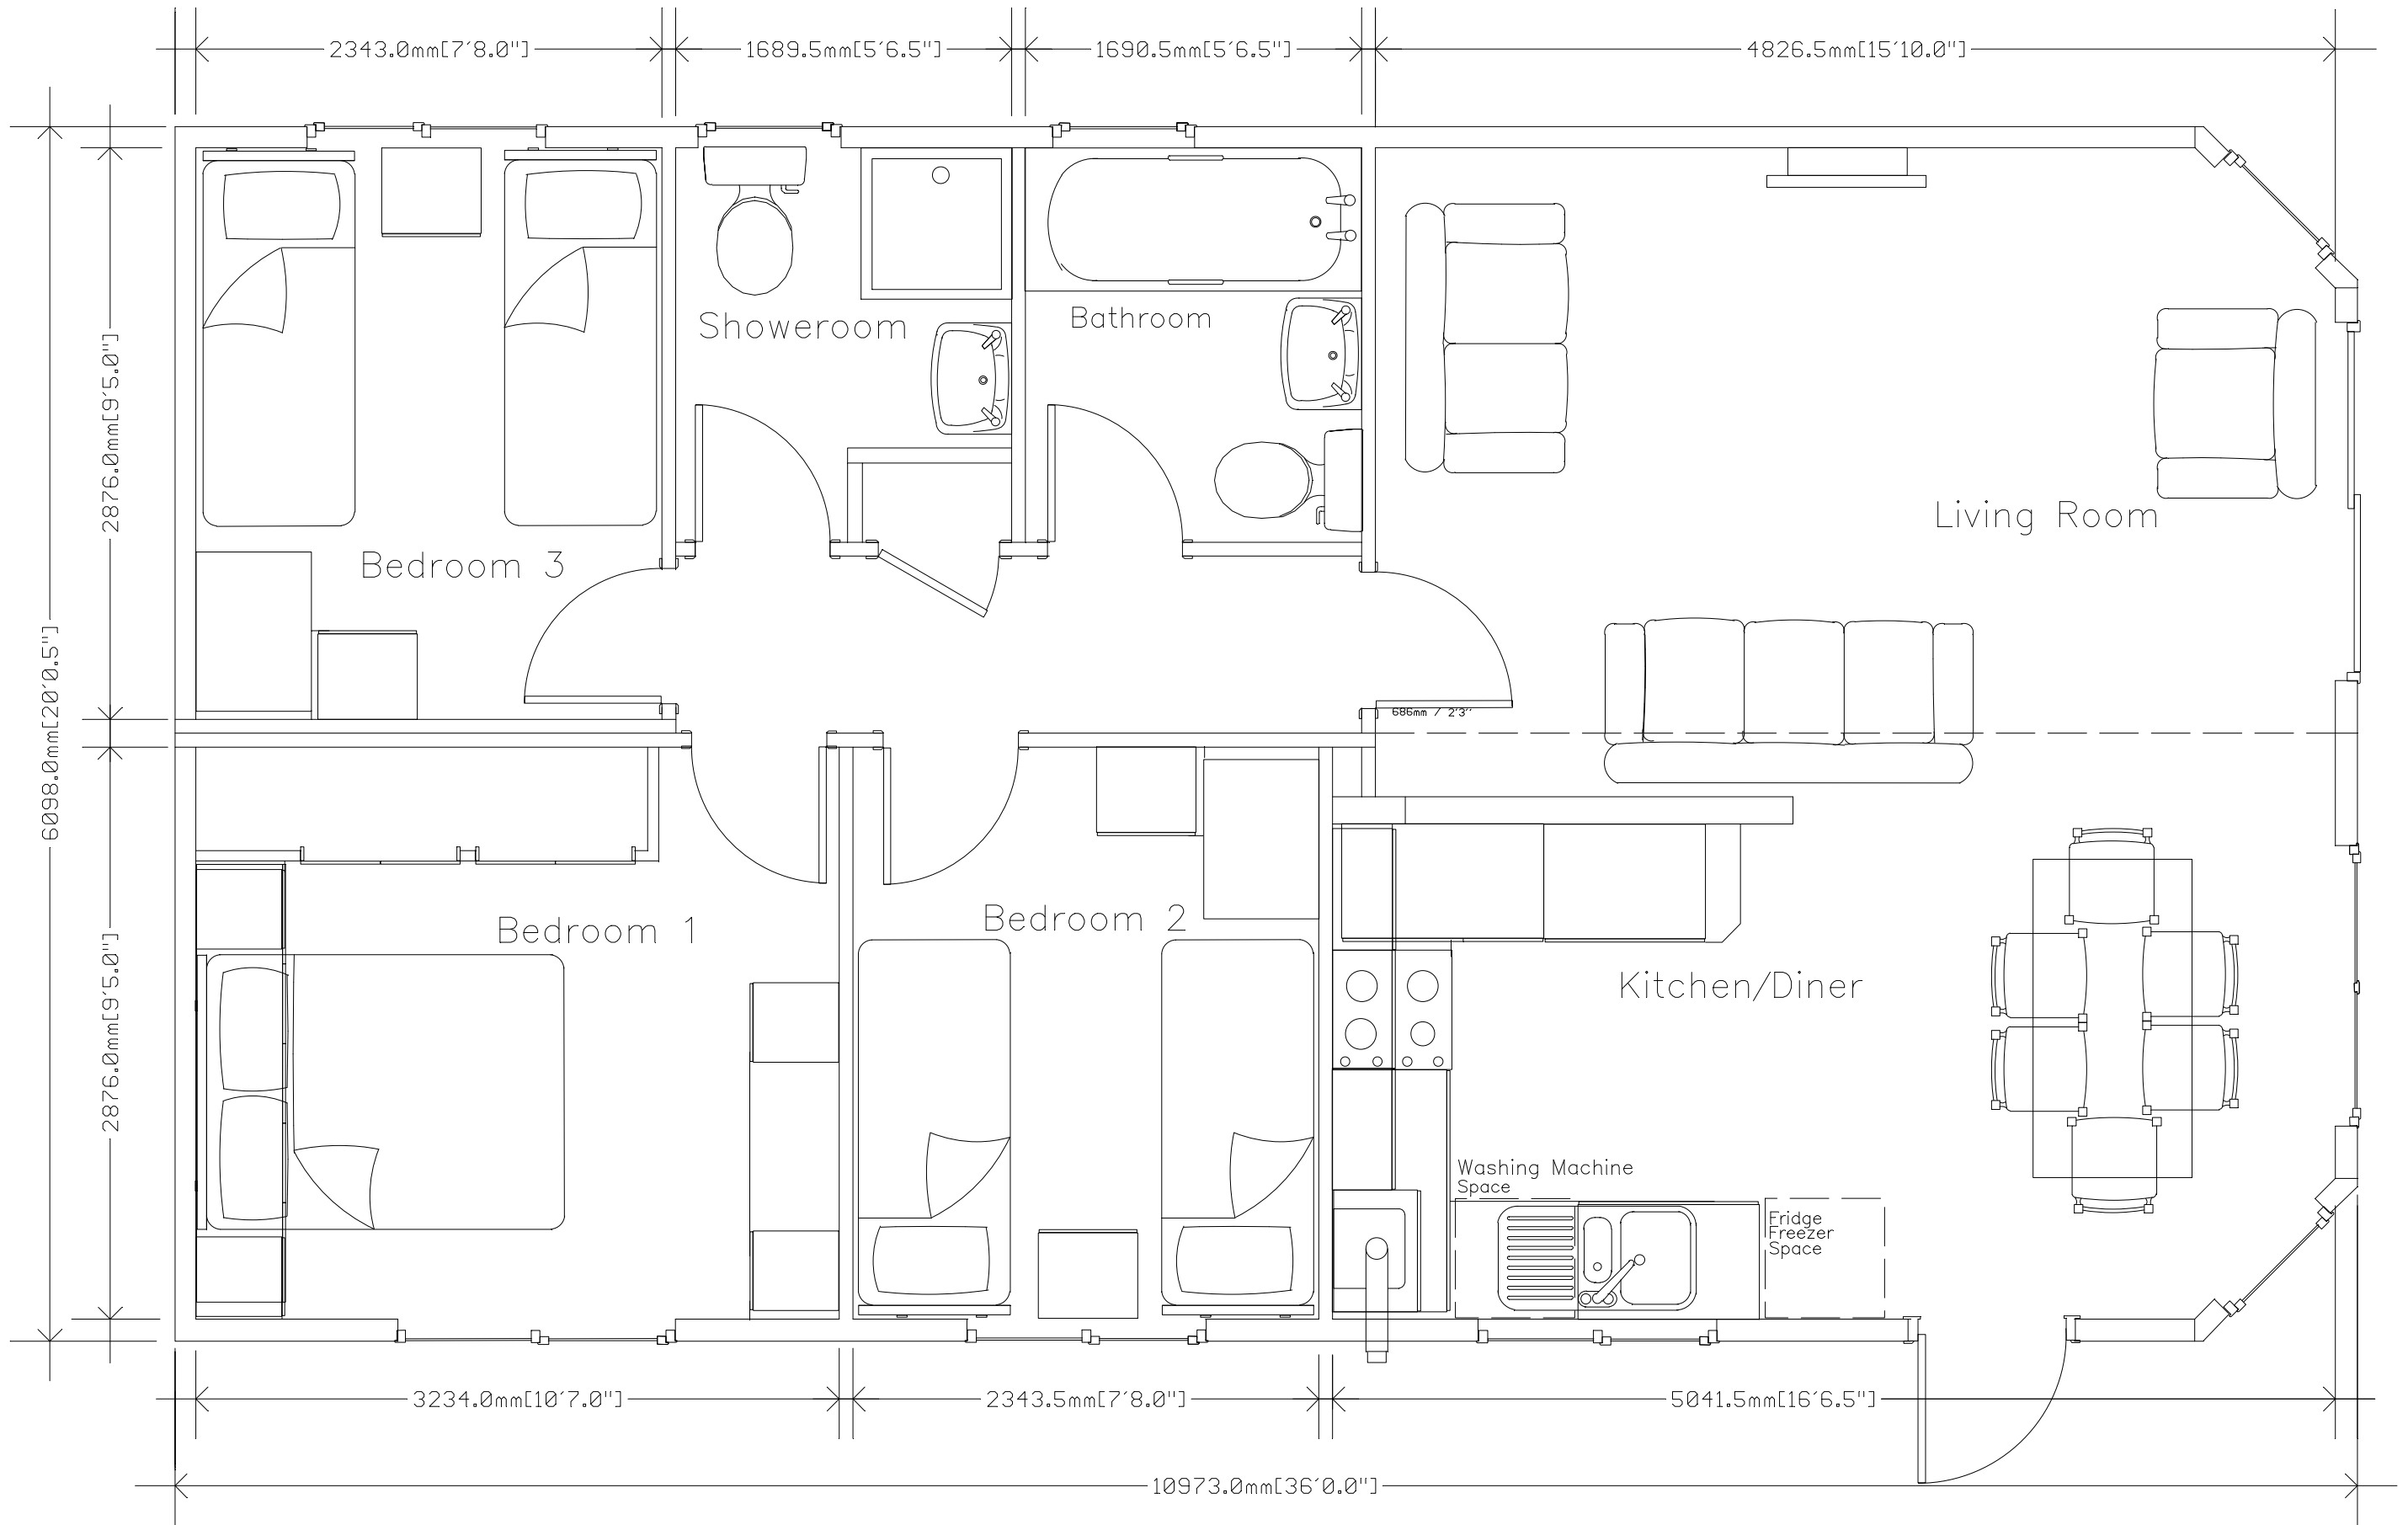 2343.0mm[7'8.0"]
1689.5mm[5'6.5"]
1690.5mm[5'6.5"]
4826.5mm[15'10.0"]
2876.0mm[9'5.0"]
6098.0mm[20'0.5"]
2876.0mm[9'5.0"]
Showeroom
Bathroom
Living Room
Bedroom 3
686mm / 2'3''
Bedroom 1
Bedroom 2
Kitchen/Diner
Washing Machine
Space
Fridge
Freezer
Space
3234.0mm[10'7.0"]
2343.5mm[7'8.0"]
5041.5mm[16'6.5"]
10973.0mm[36'0.0"]